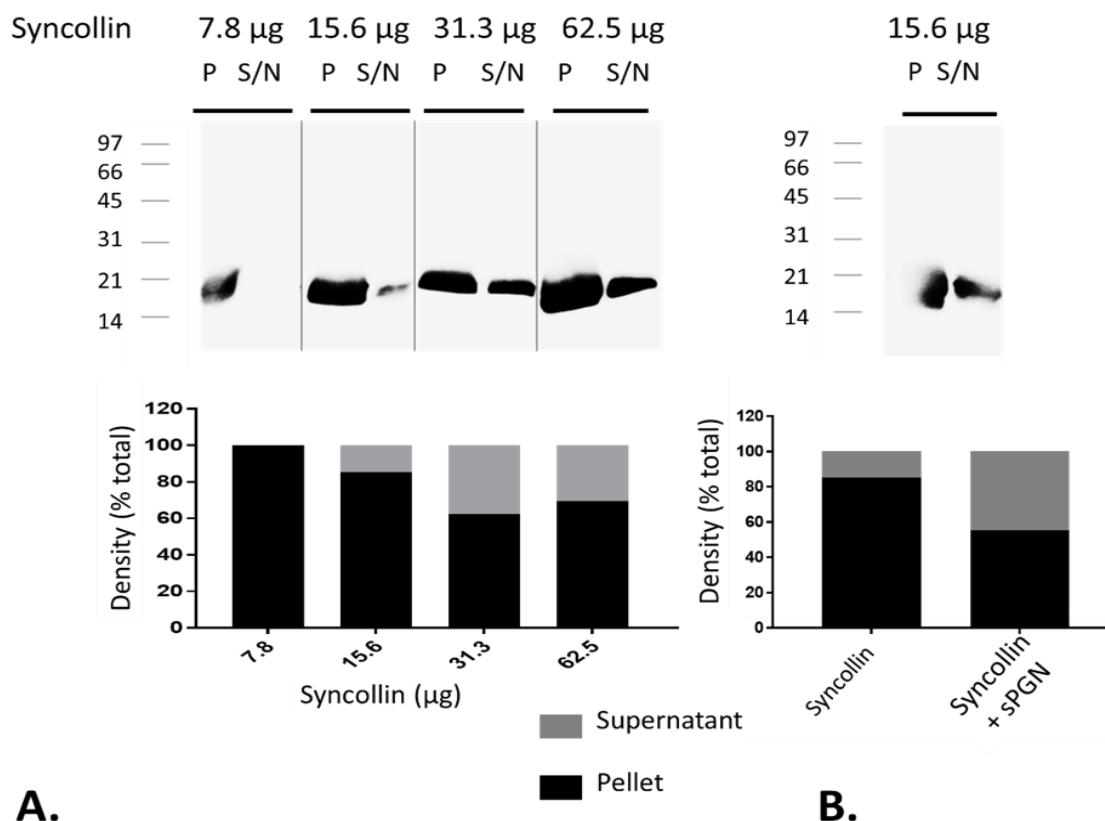 Syncollin 7.8 µg 15.6 µg 31.3 µg 62.5 µg 15.6 µg
P S/N P S/N P S/N P S/N P S/N
97
66
45
31
21
14
97
66
45
31
21
14
Density (% total)
120
100
80
60
40
20
0
7.8 15.6 31.3 62.5
Syncollin (µg)
Density (% total)
120
100
80
60
40
20
0
Syncollin
Syncollin
+ sPGN
Supernatant
Pellet
A. B.